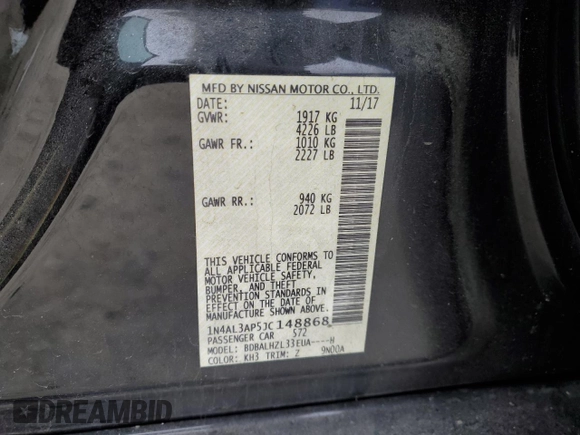 MFD BY NISSAN MOTOR CO., LTD.
DATE: 11/17
GVWR: 1917 KG
4226 LB
GAWR FR.: 1010 KG
2227 LB
GAWR RR.: 940 KG
2072 LB
THIS VEHICLE CONFORMS TO
ALL APPLICABLE FEDERAL
MOTOR VEHICLE SAFETY,
BUMPER, AND THEFT
PREVENTION STANDARDS IN
EFFECT ON THE DATE OF
MANUFACTURE SHOWN ABOVE.
1N4AL3AP5JC148868
PASSENGER CAR 572
MODEL: BDBALHZL33EUA----H
COLOR: KH3 TRIM: Z 9N00A
DREAMBID